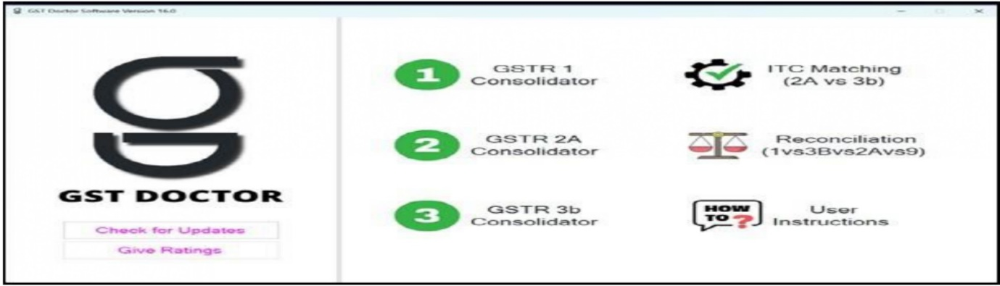 GST Doctor Software Version 16.0
GST DOCTOR
Check for Updates
Give Ratings
1
GSTR 1
Consolidator
2
GSTR 2A
Consolidator
3
GSTR 3b
Consolidator
ITC Matching
(2A vs 3b)
Reconciliation
(1vs3Bvs2Avs9)
HOW
TO ?
User
Instructions